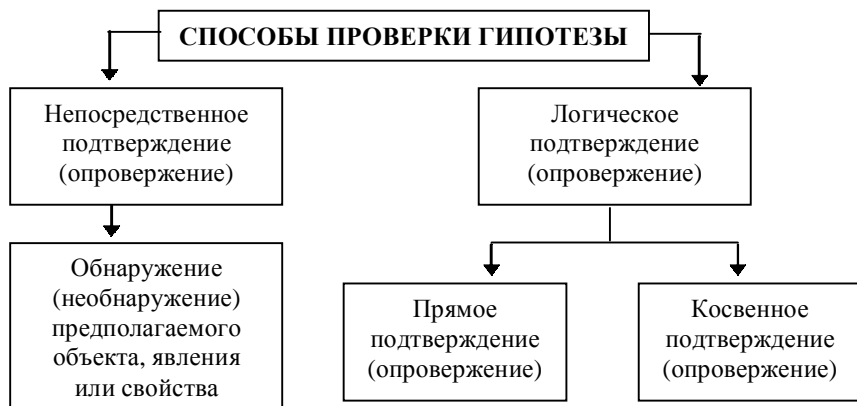 СПОСОБЫ ПРОВЕРКИ ГИПОТЕЗЫ
Непосредственное
подтверждение
(опровержение)
Логическое
подтверждение
(опровержение)
Обнаружение
(необнаружение)
предполагаемого
объекта, явления
или свойства
Прямое
подтверждение
(опровержение)
Косвенное
подтверждение
(опровержение)